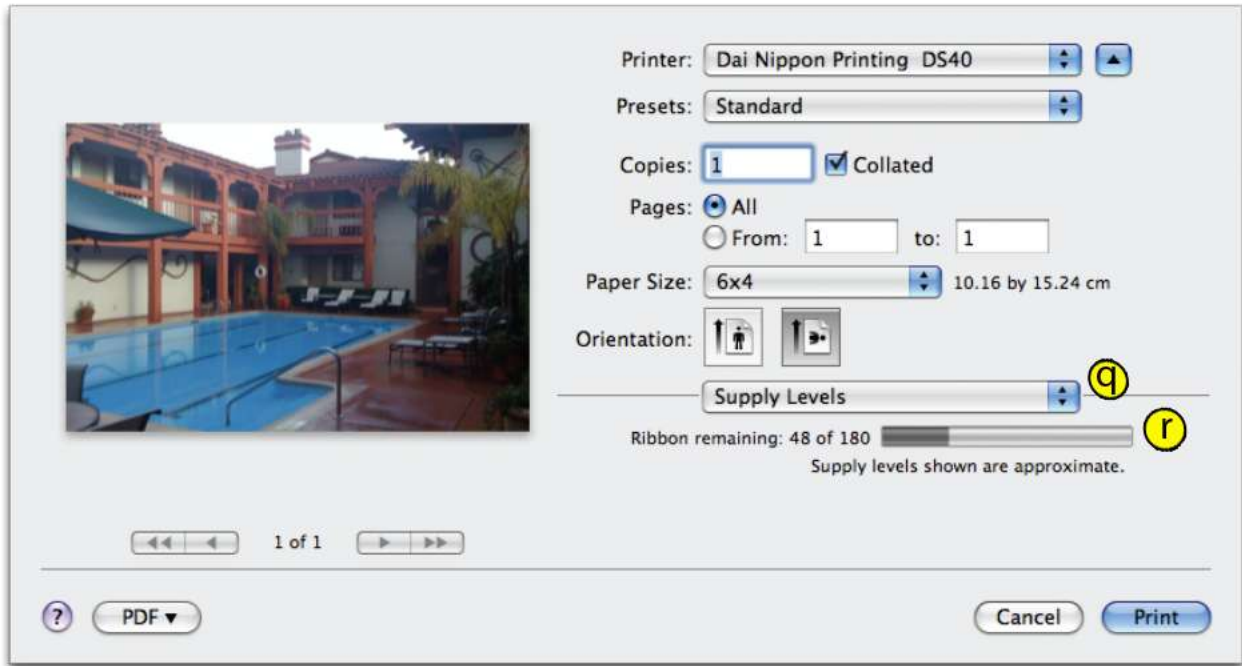 Printer: Dai Nippon Printing DS40
Presets: Standard
Copies: 1 Collated
Pages: All
From: 1 to: 1
Paper Size: 6x4 10.16 by 15.24 cm
Orientation:
Supply Levels q
Ribbon remaining: 48 of 180 r
Supply levels shown are approximate.
1 of 1
? PDF Cancel Print